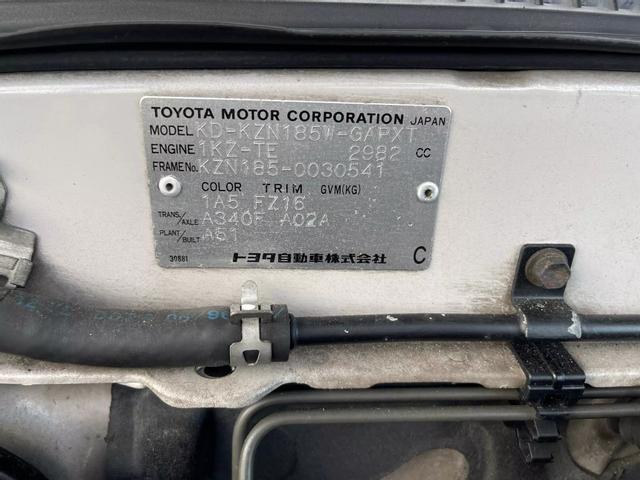 TOYOTA MOTOR CORPORATION JAPAN
MODEL KD-KZN185W-GAPXT
ENGINE 1KZ-TE 2982 CC
FRAME No. KZN185-0030541
COLOR TRIM GVM(KG)
1A5 FZ16
TRANS./AXLE A340F A02A
PLANT/BUILT A61
30881 トヨタ自動車株式会社 C